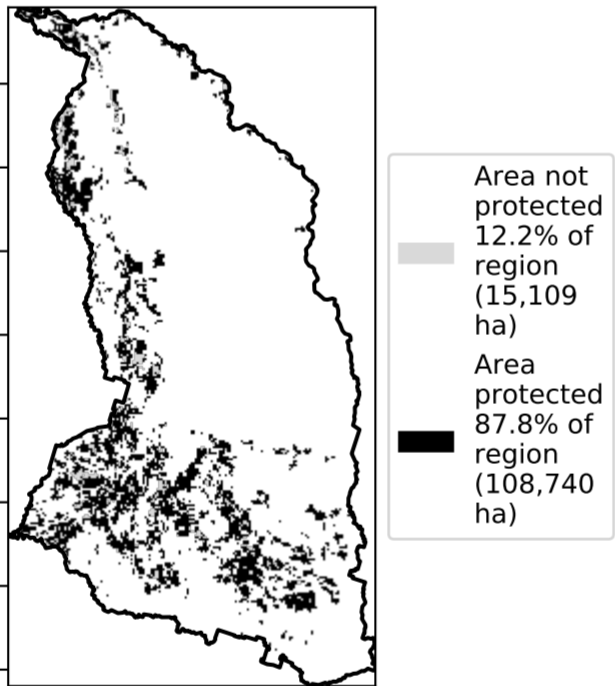 Area not
protected
12.2% of
region
(15,109
ha)
Area
protected
87.8% of
region
(108,740
ha)